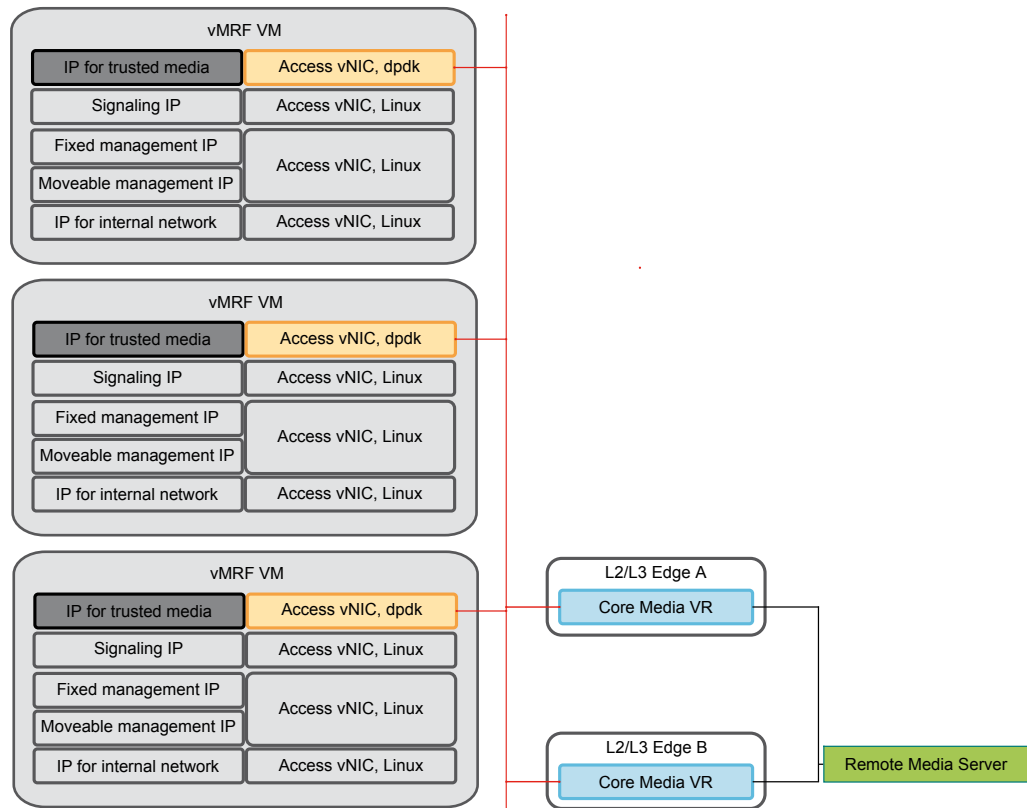 vMRF VM
IP for trusted media
Access vNIC, dpdk
Signaling IP
Access vNIC, Linux
Fixed management IP
Access vNIC, Linux
Moveable management IP
IP for internal network
Access vNIC, Linux
vMRF VM
IP for trusted media
Access vNIC, dpdk
Signaling IP
Access vNIC, Linux
Fixed management IP
Access vNIC, Linux
Moveable management IP
IP for internal network
Access vNIC, Linux
vMRF VM
IP for trusted media
Access vNIC, dpdk
Signaling IP
Access vNIC, Linux
Fixed management IP
Access vNIC, Linux
Moveable management IP
IP for internal network
Access vNIC, Linux
L2/L3 Edge A
Core Media VR
L2/L3 Edge B
Core Media VR
Remote Media Server